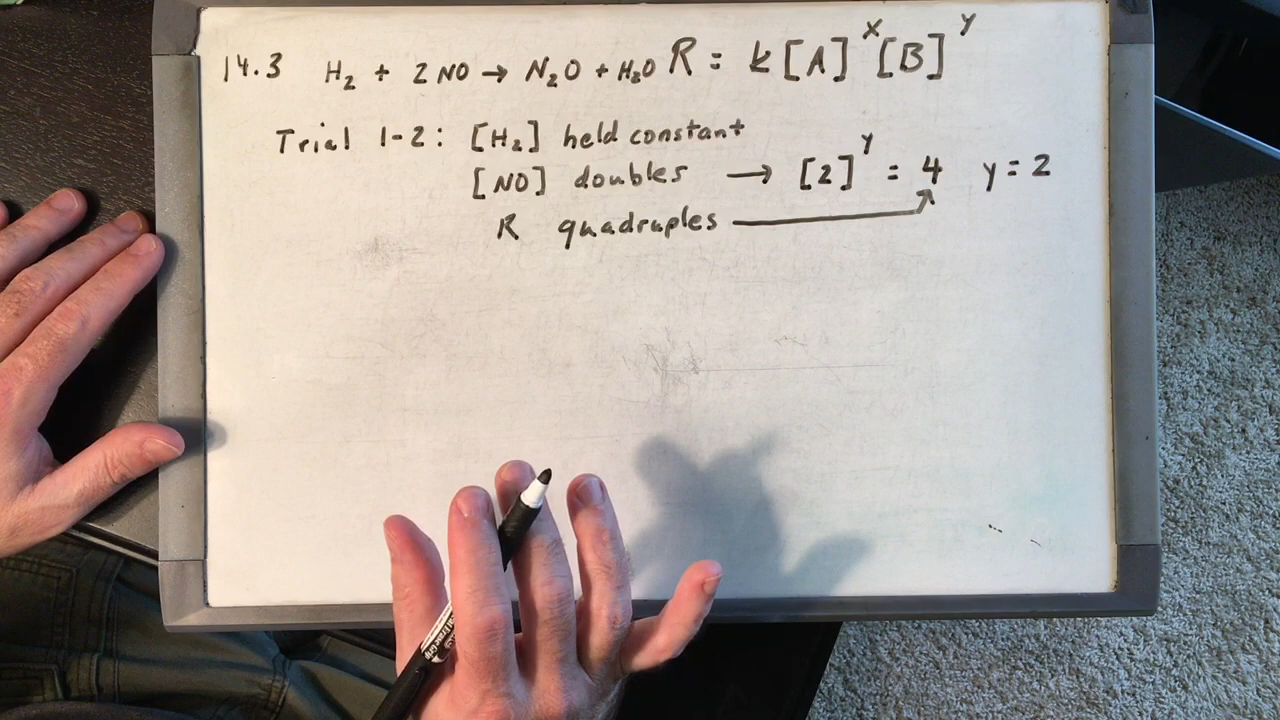 14.3 H₂ + 2NO → N₂O + H₂O R = k[A]ˣ[B]ʸ
Trial 1-2: [H₂] held constant
[NO] doubles → [2]ʸ = 4 y = 2
R quadruples